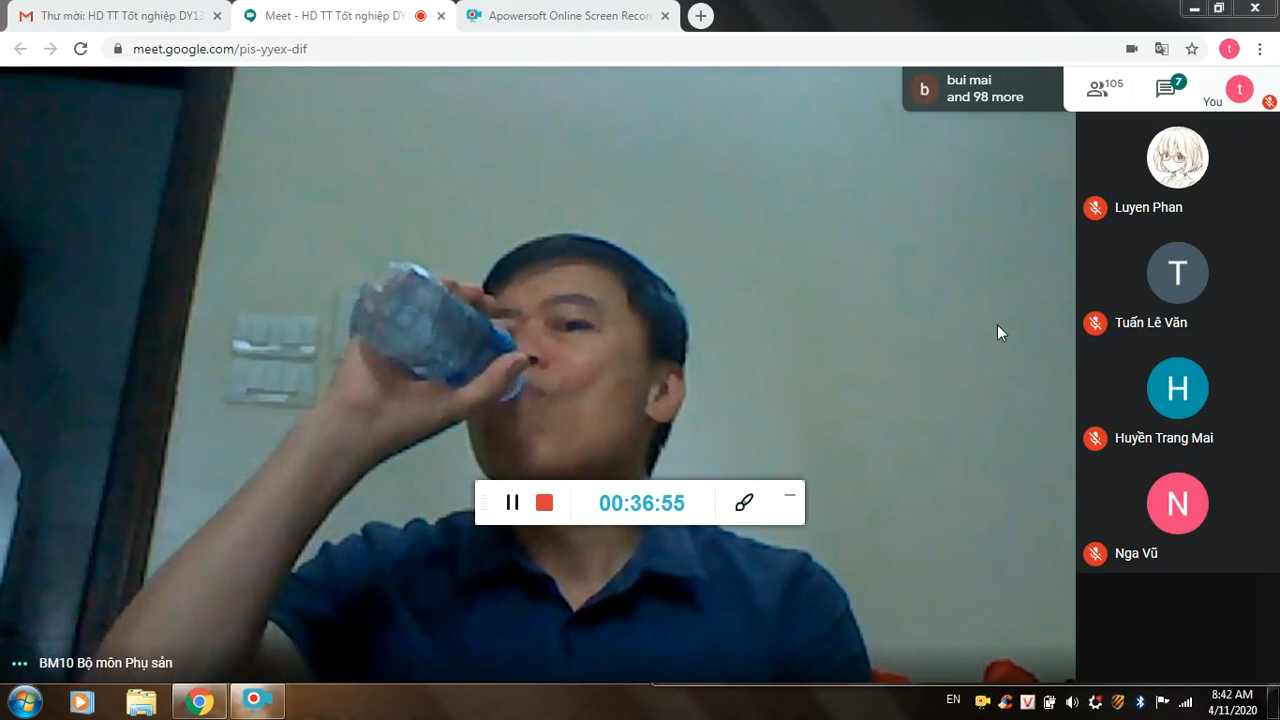 Thư mời: HD TT Tốt nghiệp DY13
Meet - HD TT Tốt nghiệp DY
Apowersoft Online Screen Recor
meet.google.com/pis-yyex-dif
t
b
bui mai
and 98 more
105
7
You
t
Luyen Phan
T
Tuấn Lê Văn
H
Huyền Trang Mai
N
Nga Vũ
00:36:55
BM10 Bộ môn Phụ sản
EN
8:42 AM
4/11/2020